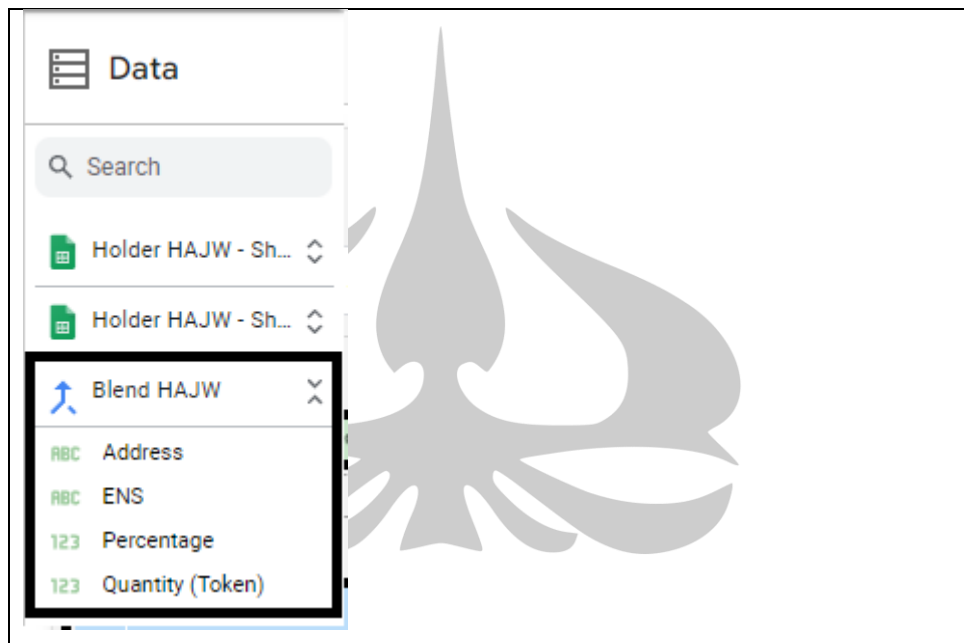 Data
Search
Holder HAJW - Sh...
Holder HAJW - Sh...
Blend HAJW
ABC Address
ABC ENS
123 Percentage
123 Quantity (Token)